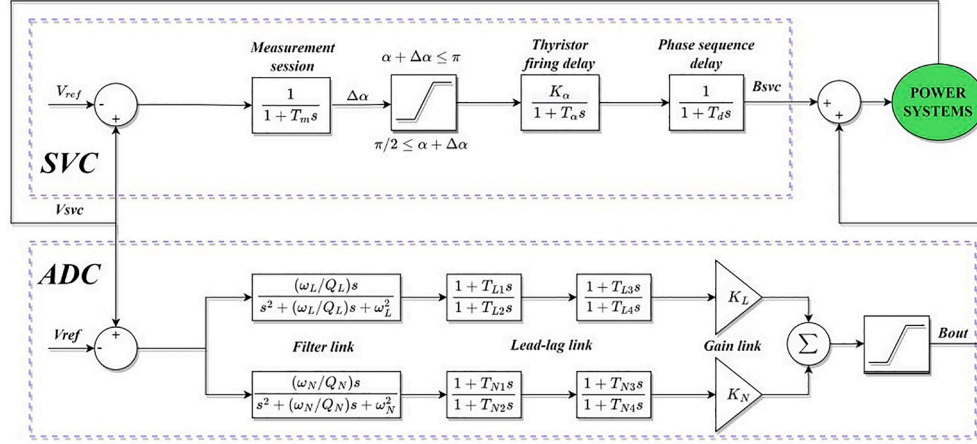 Measurement
session
α + Δα ≤ π
Thyristor
firing delay
Phase sequence
delay
V_ref
-
+
1 / (1 + T_m s)
Δα
K_α / (1 + T_α s)
1 / (1 + T_d s)
Bsvc
+
+
POWER
SYSTEMS
π/2 ≤ α + Δα
SVC
Vsvc
ADC
Vref
-
+
(ω_L/Q_L)s / (s² + (ω_L/Q_L)s + ω_L²)
(1 + T_L1 s) / (1 + T_L2 s)
(1 + T_L3 s) / (1 + T_L4 s)
K_L
Filter link
Lead-lag link
Gain link
Σ
Bout
(ω_N/Q_N)s / (s² + (ω_N/Q_N)s + ω_N²)
(1 + T_N1 s) / (1 + T_N2 s)
(1 + T_N3 s) / (1 + T_N4 s)
K_N